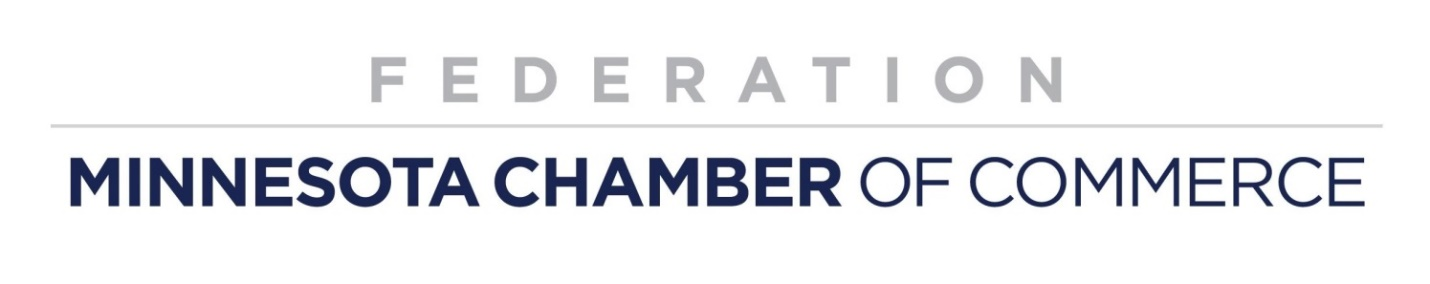 FEDERATION
MINNESOTA CHAMBER OF COMMERCE